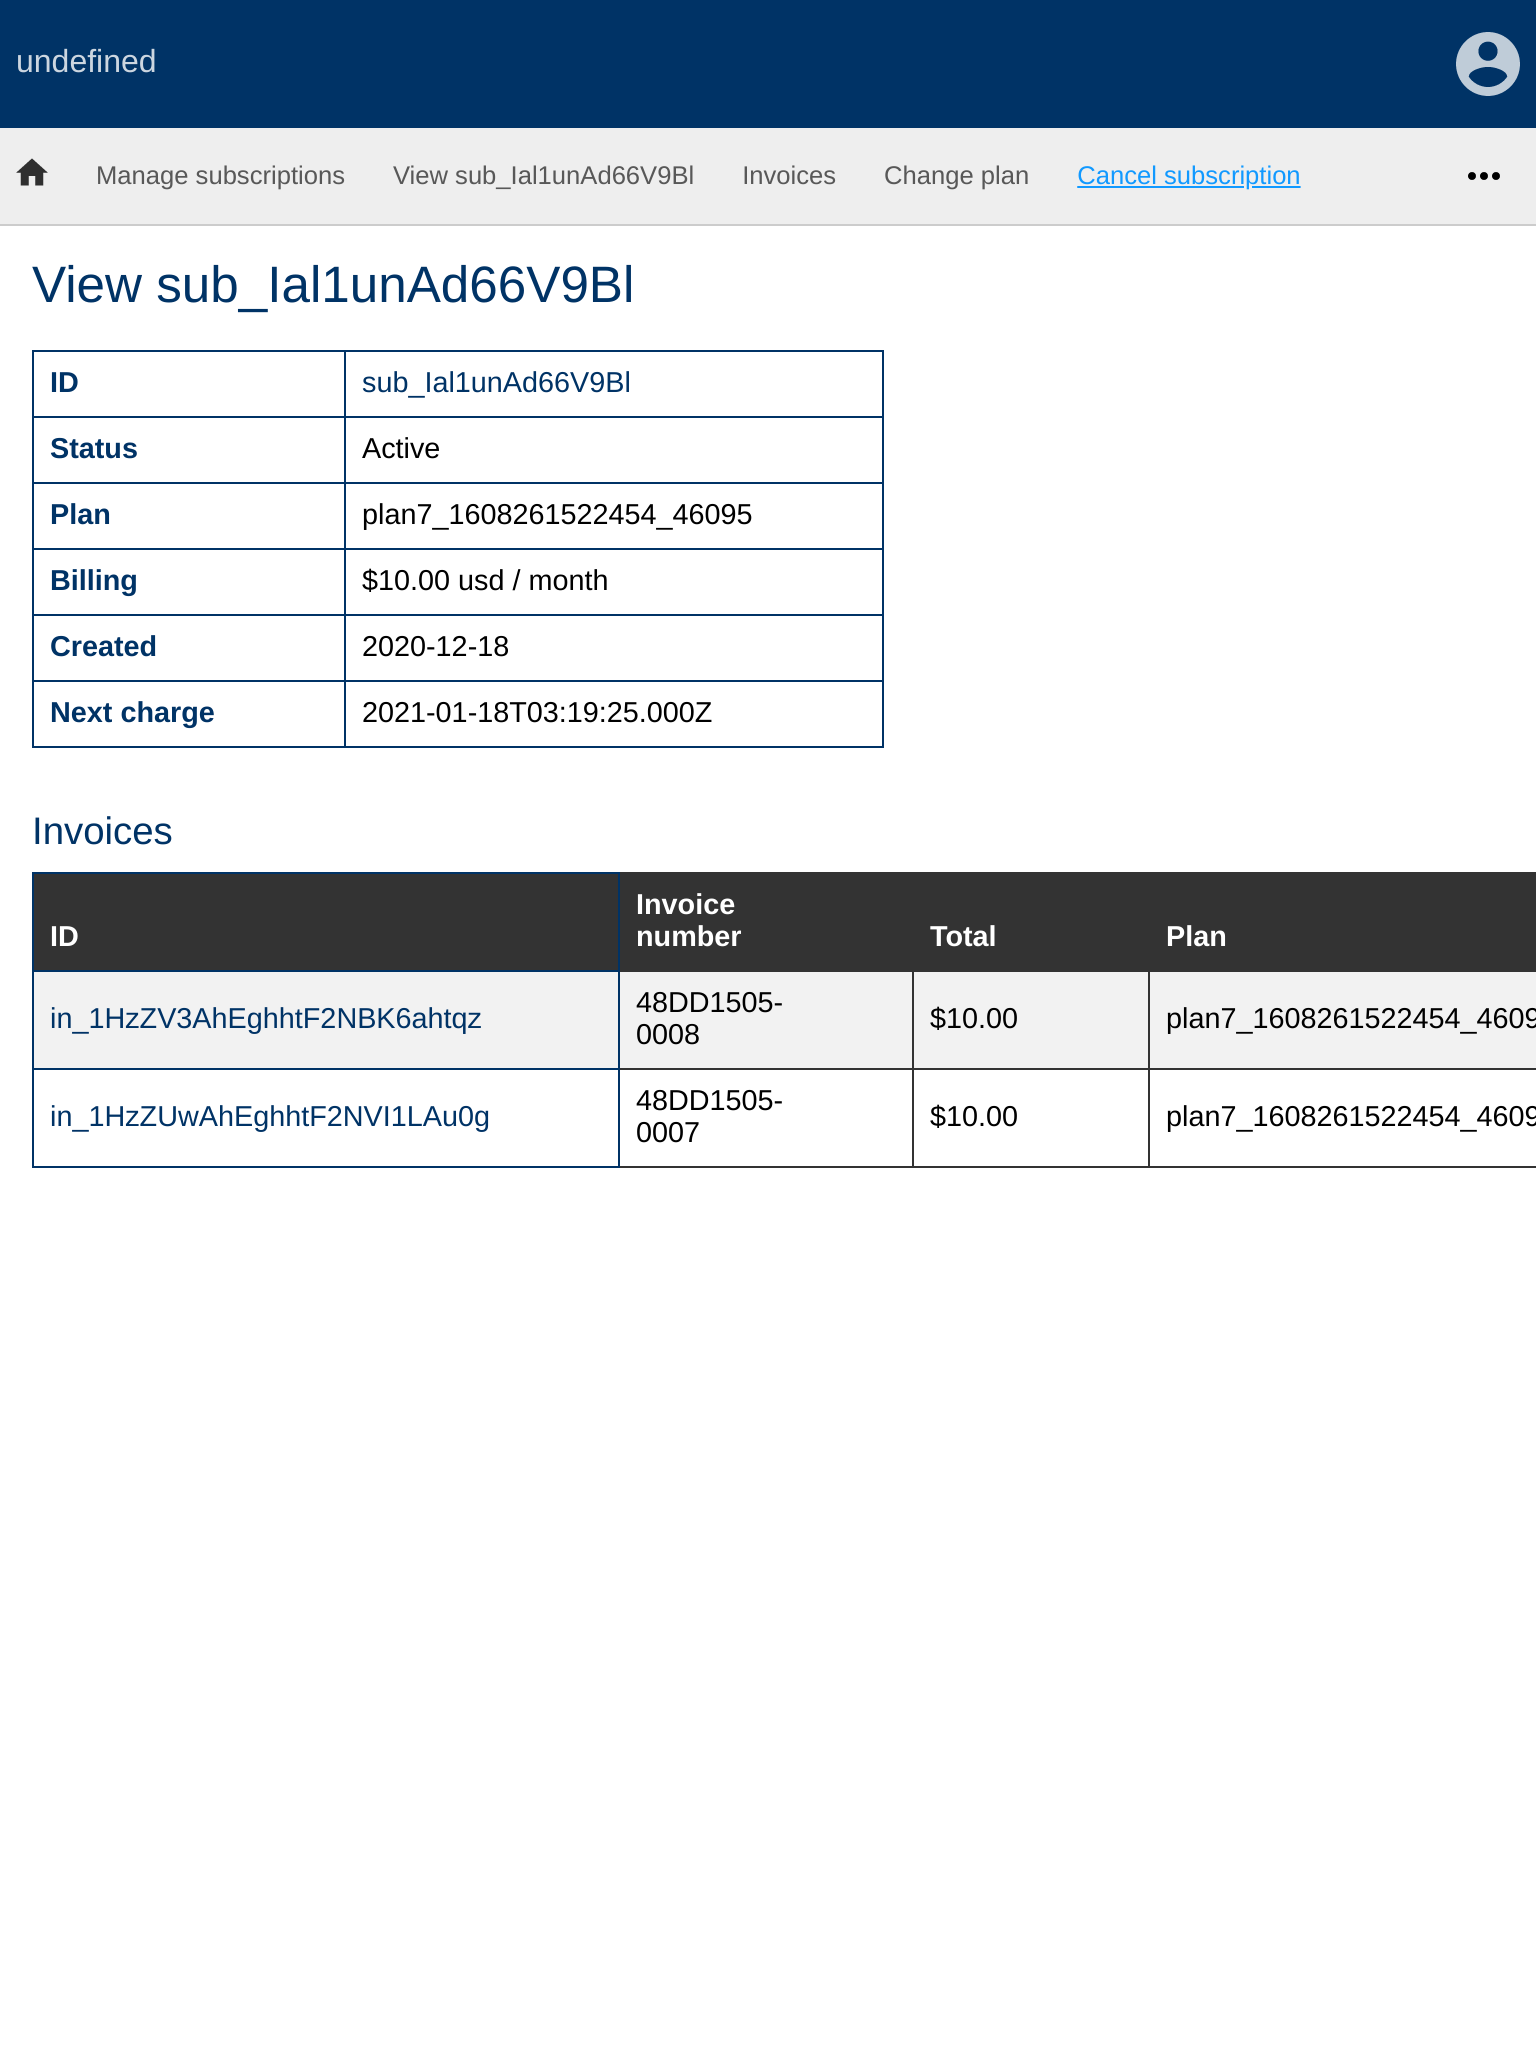 undefined
Manage subscriptions View sub_Ial1unAd66V9Bl Invoices Change plan Cancel subscription
View sub_Ial1unAd66V9Bl
ID sub_Ial1unAd66V9Bl
Status Active
Plan plan7_1608261522454_46095
Billing $10.00 usd / month
Created 2020-12-18
Next charge 2021-01-18T03:19:25.000Z
Invoices
ID Invoice number Total Plan
in_1HzZV3AhEghhtF2NBK6ahtqz 48DD1505-0008 $10.00 plan7_1608261522454_4609
in_1HzZUwAhEghhtF2NVI1LAu0g 48DD1505-0007 $10.00 plan7_1608261522454_4609